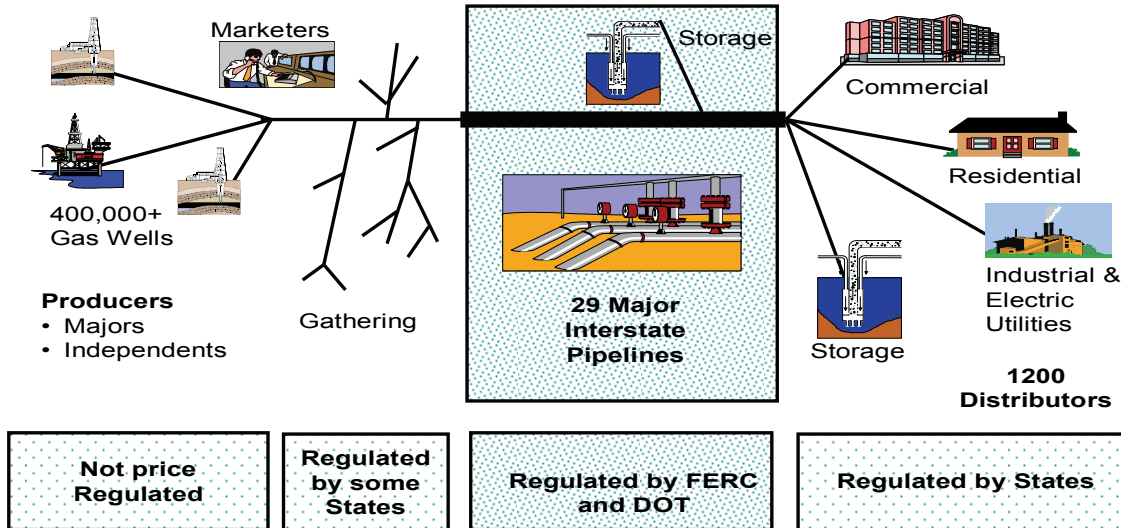 Marketers
400,000+
Gas Wells
Producers
• Majors
• Independents
Gathering
Storage
29 Major
Interstate
Pipelines
Commercial
Residential
Industrial &
Electric
Utilities
Storage
1200
Distributors
Not price
Regulated
Regulated
by some
States
Regulated by FERC
and DOT
Regulated by States